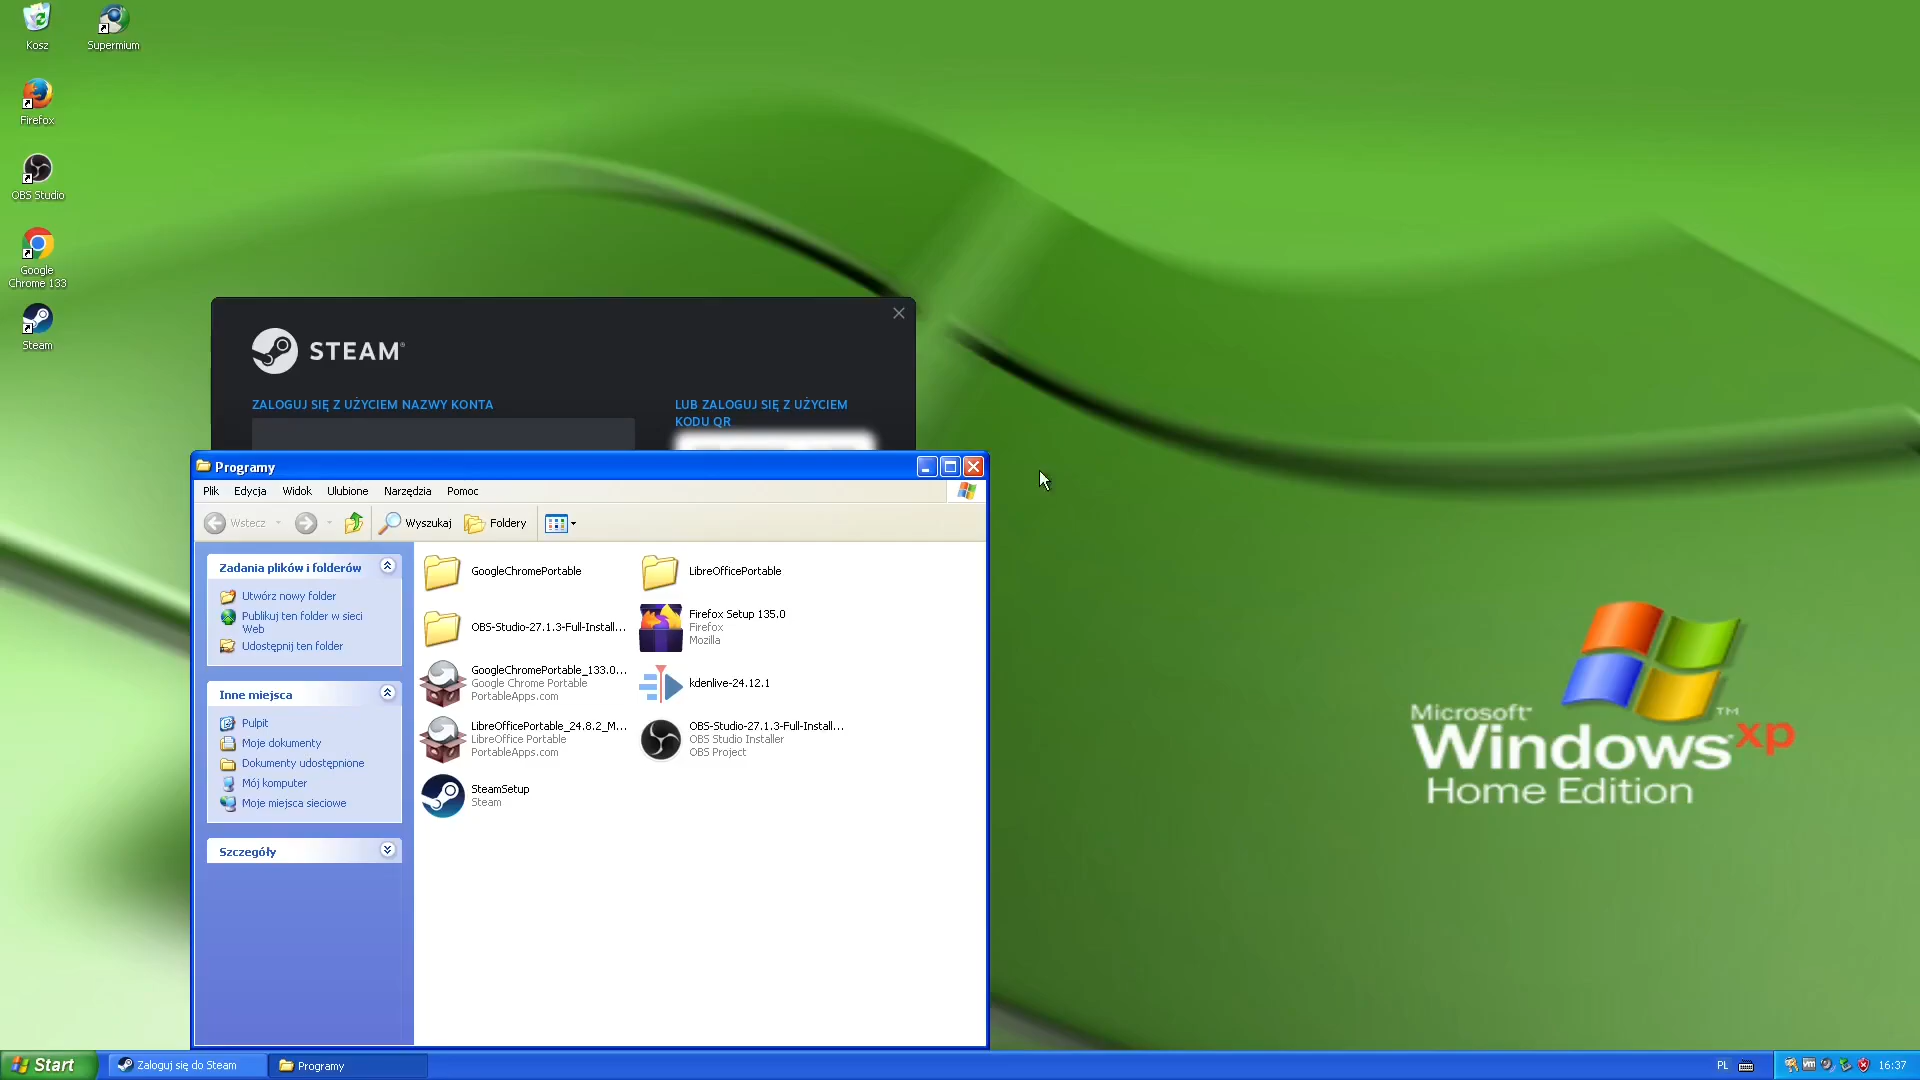 Kosz
Supermium
Firefox
OBS Studio
Google
Chrome 133
Steam
STEAM®
ZALOGUJ SIĘ Z UŻYCIEM NAZWY KONTA
LUB ZALOGUJ SIĘ Z UŻYCIEM
KODU QR
Programy
Plik Edycja Widok Ulubione Narzędzia Pomoc
Wstecz Wyszukaj Foldery
Zadania plików i folderów
Utwórz nowy folder
Publikuj ten folder w sieci
Web
Udostępnij ten folder
Inne miejsca
Pulpit
Moje dokumenty
Dokumenty udostępnione
Mój komputer
Moje miejsca sieciowe
Szczegóły
GoogleChromePortable
LibreOfficePortable
OBS-Studio-27.1.3-Full-Install...
Firefox Setup 135.0
Firefox
Mozilla
GoogleChromePortable_133.0...
Google Chrome Portable
PortableApps.com
kdenlive-24.12.1
LibreOfficePortable_24.8.2_M...
LibreOffice Portable
PortableApps.com
OBS-Studio-27.1.3-Full-Install...
OBS Studio Installer
OBS Project
SteamSetup
Steam
Microsoft®
Windows xp™
Home Edition
Start
Zaloguj się do Steam
Programy
PL
16:37